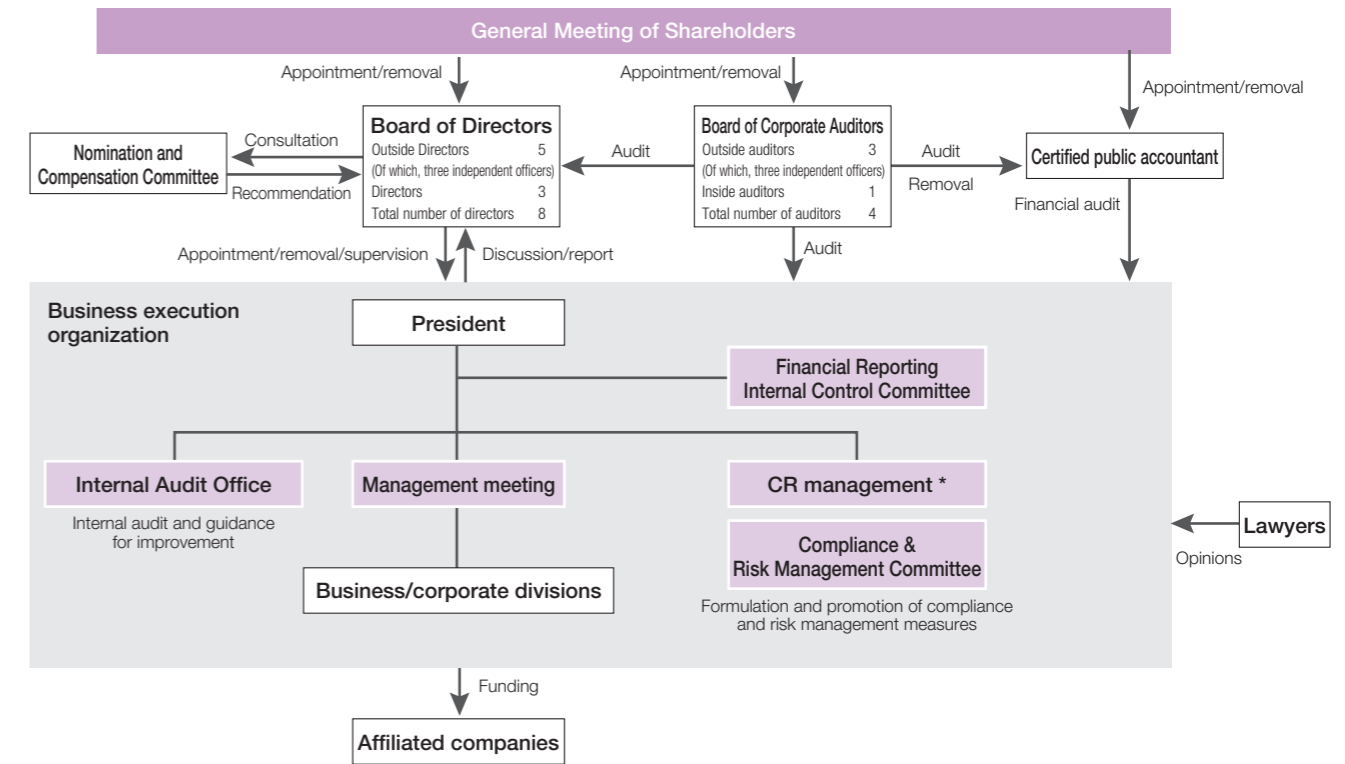 General Meeting of Shareholders
Appointment/removal
Appointment/removal
Appointment/removal
Nomination and
Compensation Committee
Consultation
Recommendation
Board of Directors
Outside Directors 5
(Of which, three independent officers)
Directors 3
Total number of directors 8
Audit
Board of Corporate Auditors
Outside auditors 3
(Of which, three independent officers)
Inside auditors 1
Total number of auditors 4
Audit
Removal
Certified public accountant
Financial audit
Appointment/removal/supervision
Discussion/report
Audit
Business execution
organization
President
Financial Reporting
Internal Control Committee
Internal Audit Office
Internal audit and guidance
for improvement
Management meeting
CR management *
Compliance &
Risk Management Committee
Formulation and promotion of compliance
and risk management measures
Business/corporate divisions
Lawyers
Opinions
Funding
Affiliated companies